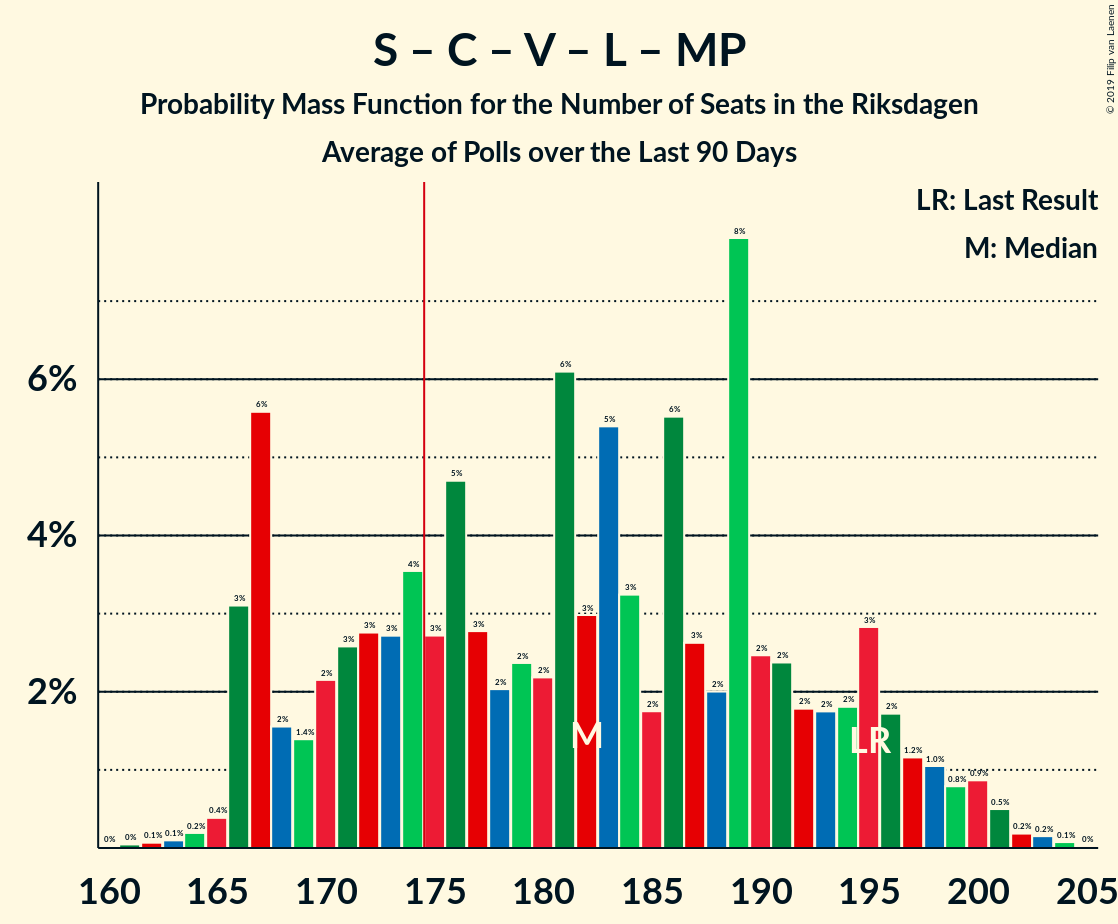 S – C – V – L – MP
Probability Mass Function for the Number of Seats in the Riksdagen
Average of Polls over the Last 90 Days
© 2019 Filip van Laenen
LR: Last Result
M: Median
6%
4%
2%
0% 0% 0.1% 0.1% 0.2% 0.4% 3% 6% 2% 1.4% 2% 3% 3% 3% 4% 3% 5% 3% 2% 2% 2% 6% 3% 5% 3% 2% 6% 3% 2% 8% 2% 2% 2% 2% 2% 3% 2% 1.2% 1.0% 0.8% 0.9% 0.5% 0.2% 0.2% 0.1% 0%
M LR
160 165 170 175 180 185 190 195 200 205